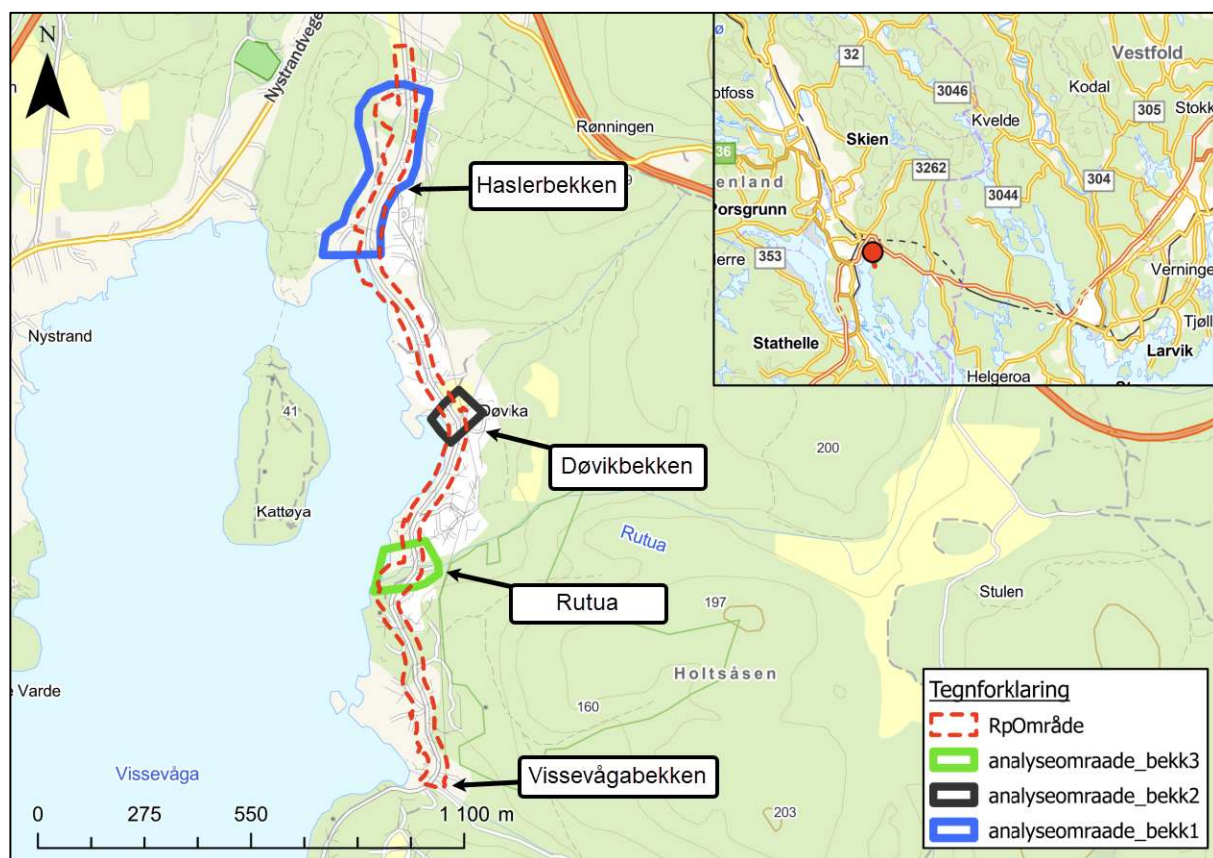 N
Nystrandvege
Rønningen
Haslerbekken
Nystrand
41
Døvika
Døvikbekken
200
Kattøya
Rutua
Rutua
197
Stulen
Holtsåsen
e Varde
160
Vissevåga
Vissevågabekken
203
0 275 550 1 100 m
32
Vestfold
otfoss
3046
Kodal
305
Stokk
Kvelde
Skien
36
3262
enland
304
3044
Porsgrunn
353
erre
Verninge
Stathelle
Tjøll
Larvik
Helgeroa
Tegnforklaring
RpOmråde
analyseomraade_bekk3
analyseomraade_bekk2
analyseomraade_bekk1